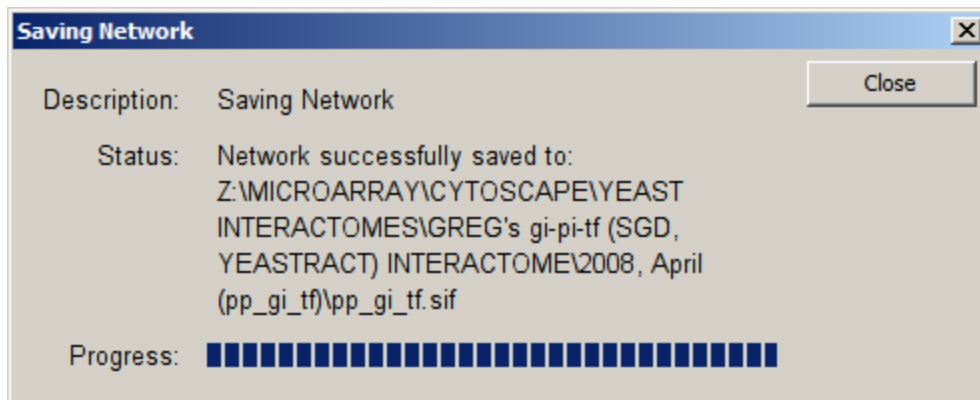 Saving Network
Close
Description: Saving Network
Status: Network successfully saved to:
Z:\MICROARRAY\CYTOSCAPE\YEAST
INTERACTOMES\GREG's gi-pi-tf (SGD,
YEASTRACT) INTERACTOME\2008, April
(pp_gi_tf)\pp_gi_tf.sif
Progress: